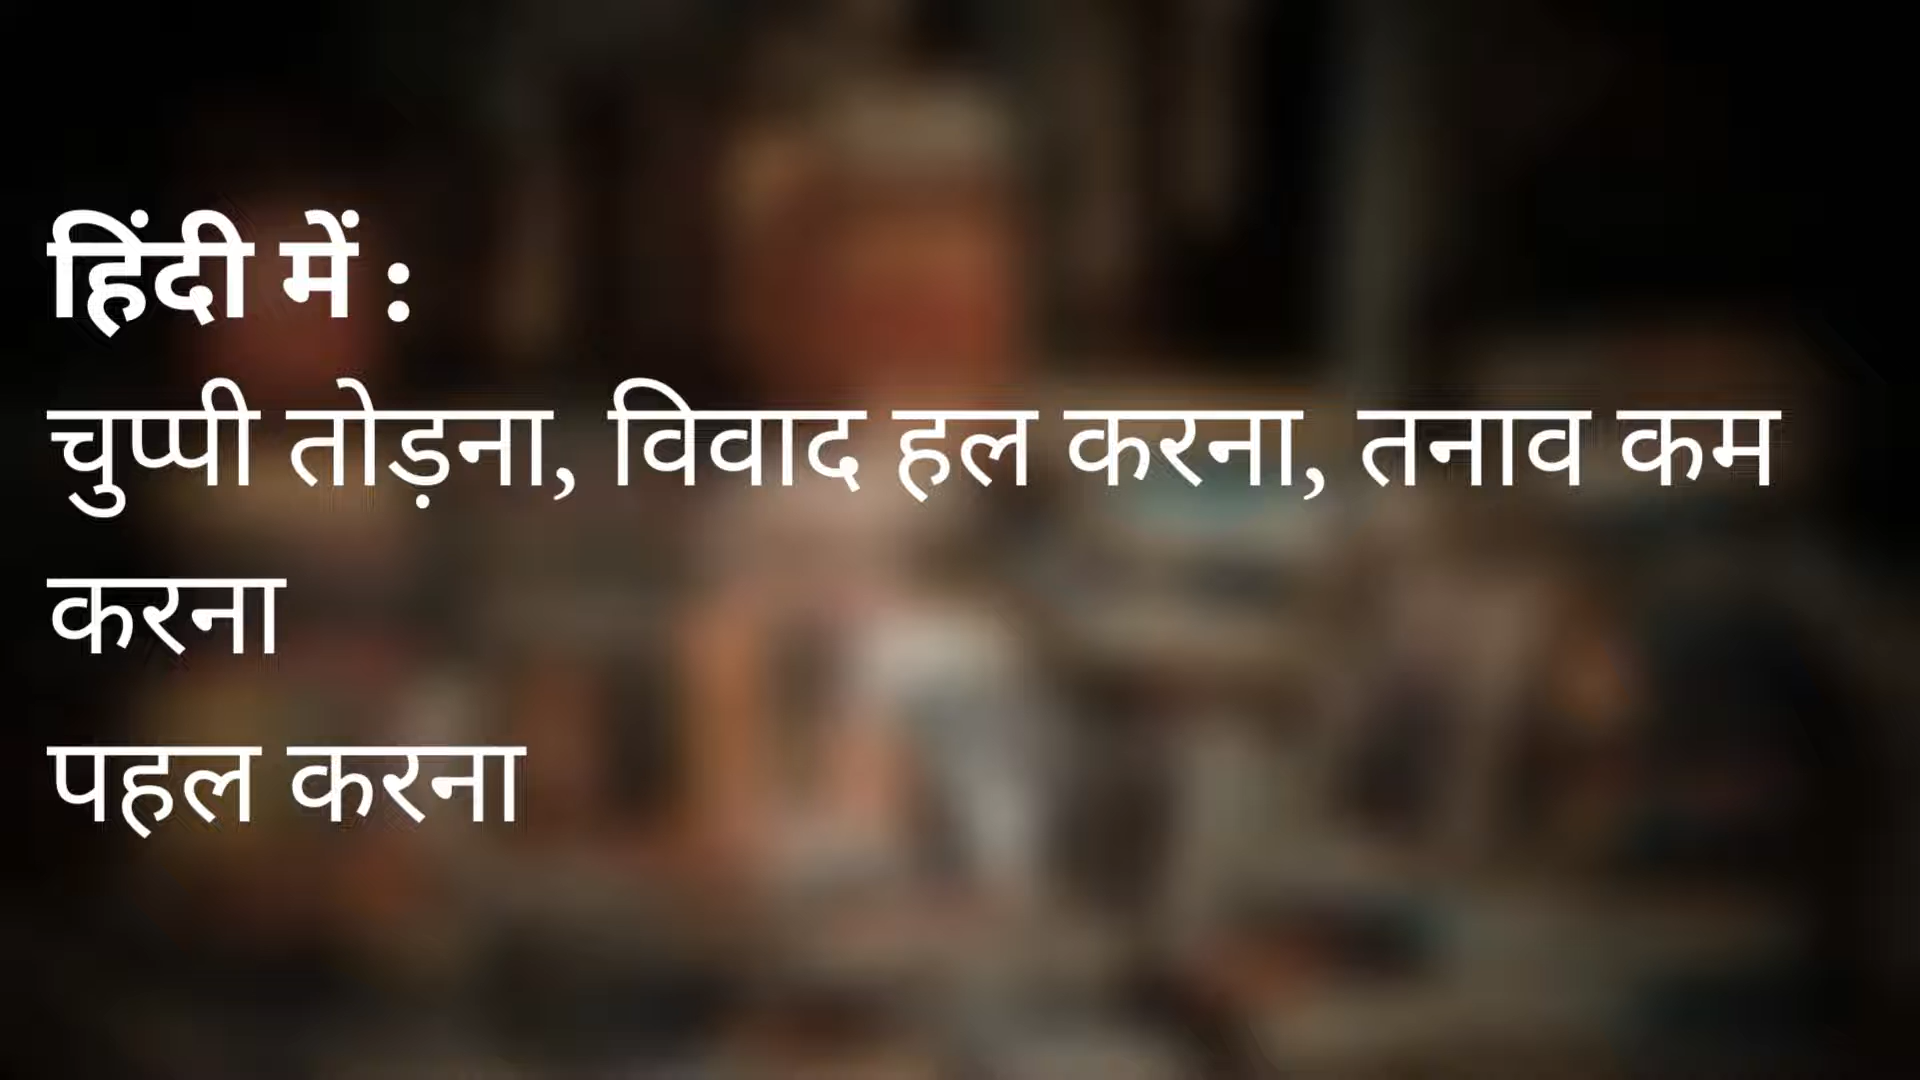 हिंदी में :
चुप्पी तोड़ना, विवाद हल करना, तनाव कम
करना
पहल करना